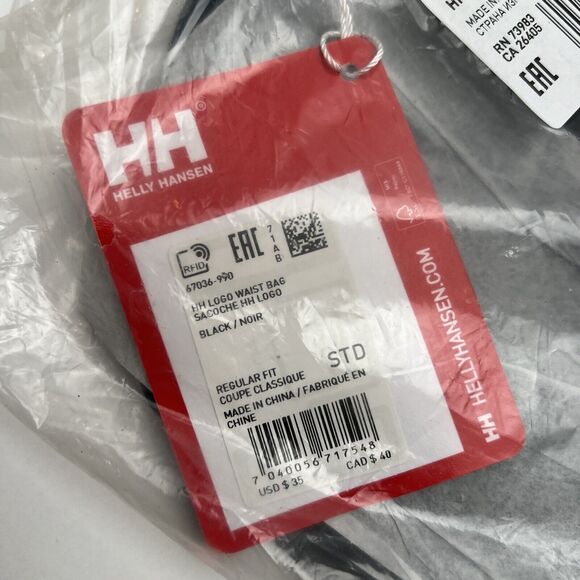 HH®
HELLY HANSEN
RFID
EAC
71AB
67036-990
HH LOGO WAIST BAG
SACOCHE HH LOGO
BLACK / NOIR
STD
REGULAR FIT
COUPE CLASSIQUE
MADE IN CHINA / FABRIQUE EN
CHINE
7 040056 717548
USD $ 35
CAD $ 40
HH HELLYHANSEN.COM
MADE IN
СТРАНА
RN 73983
CA 26405
EAC